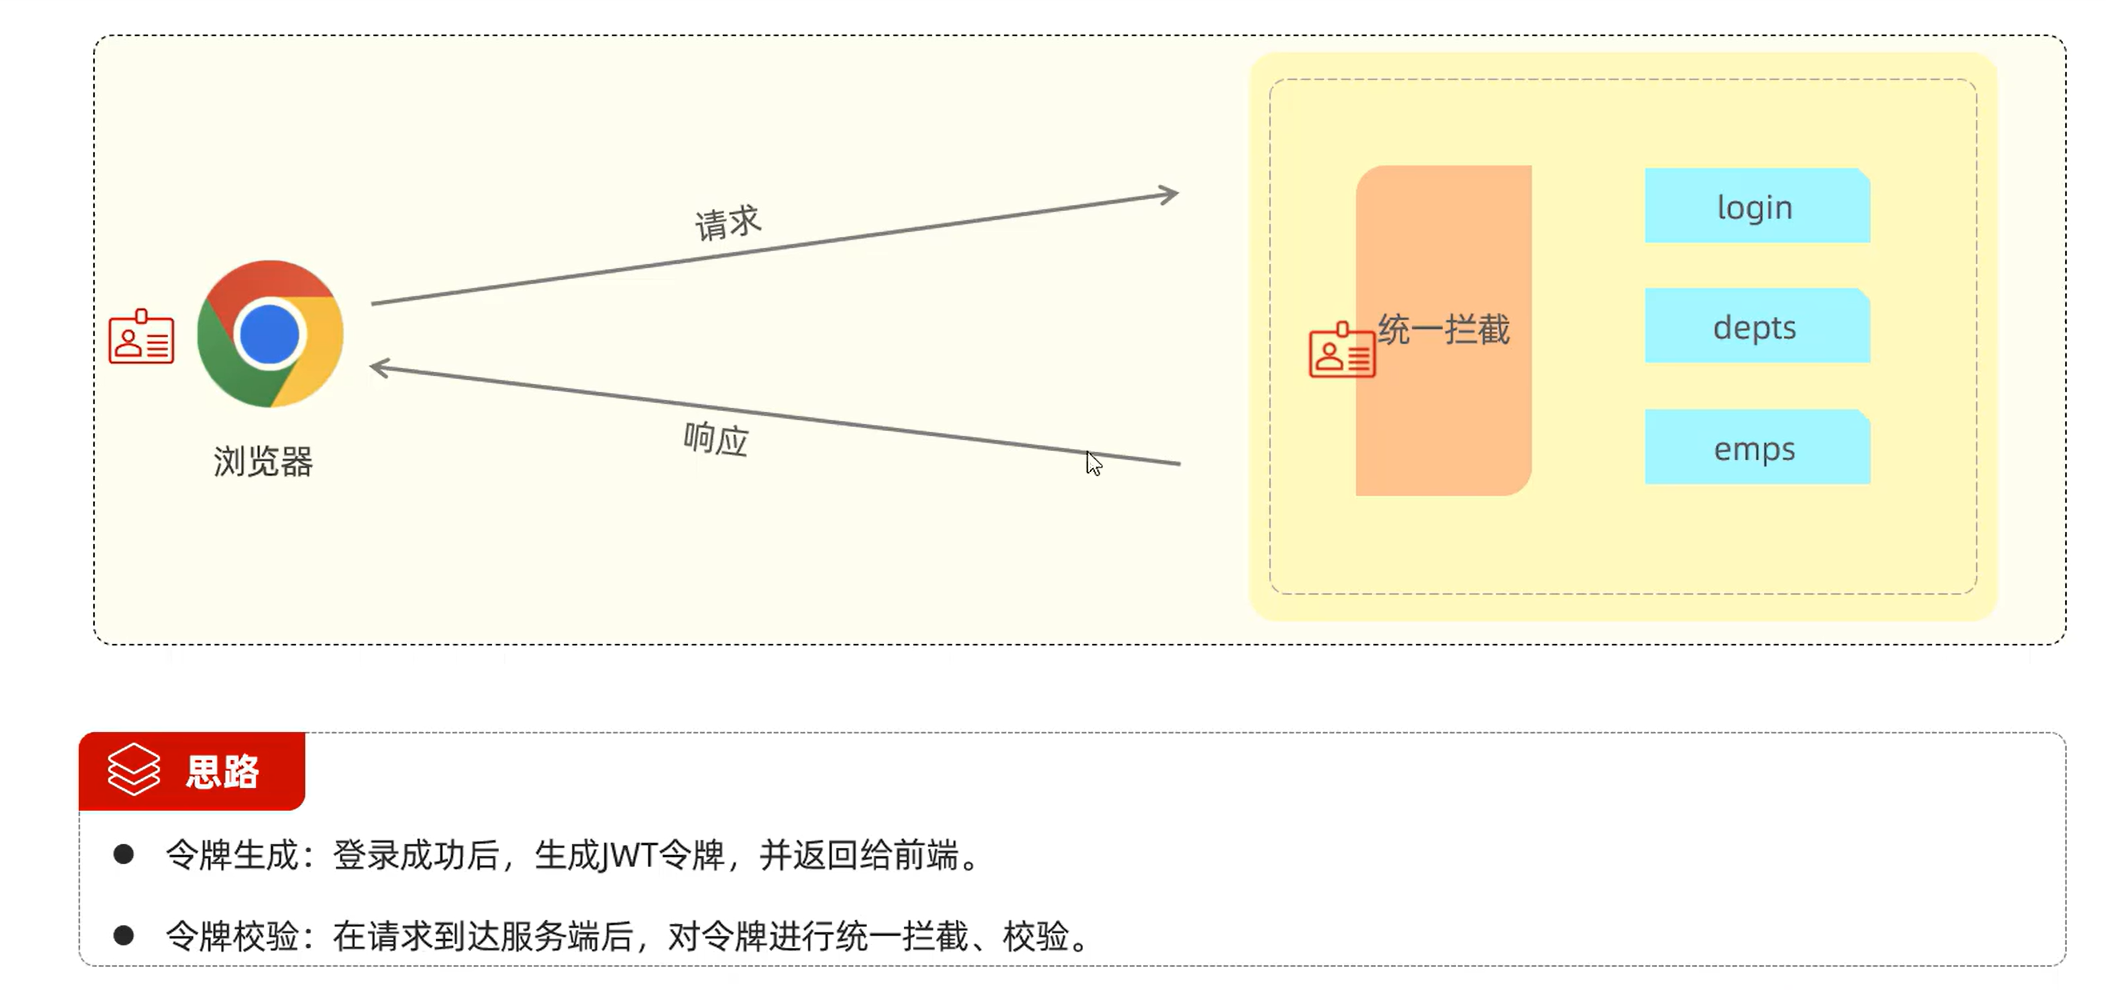 请求
login
统一拦截
depts
响应
emps
浏览器
思路
令牌生成：登录成功后，生成JWT令牌，并返回给前端。
令牌校验：在请求到达服务端后，对令牌进行统一拦截、校验。